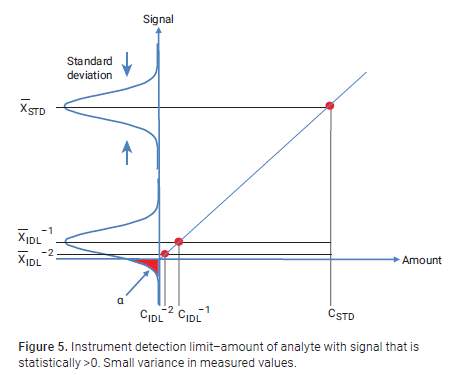 Signal
Standard
deviation
X̅STD
X̅IDL⁻¹
X̅IDL⁻²
Amount
α
CIDL⁻² CIDL⁻¹
CSTD
Figure 5. Instrument detection limit–amount of analyte with signal that is
statistically >0. Small variance in measured values.